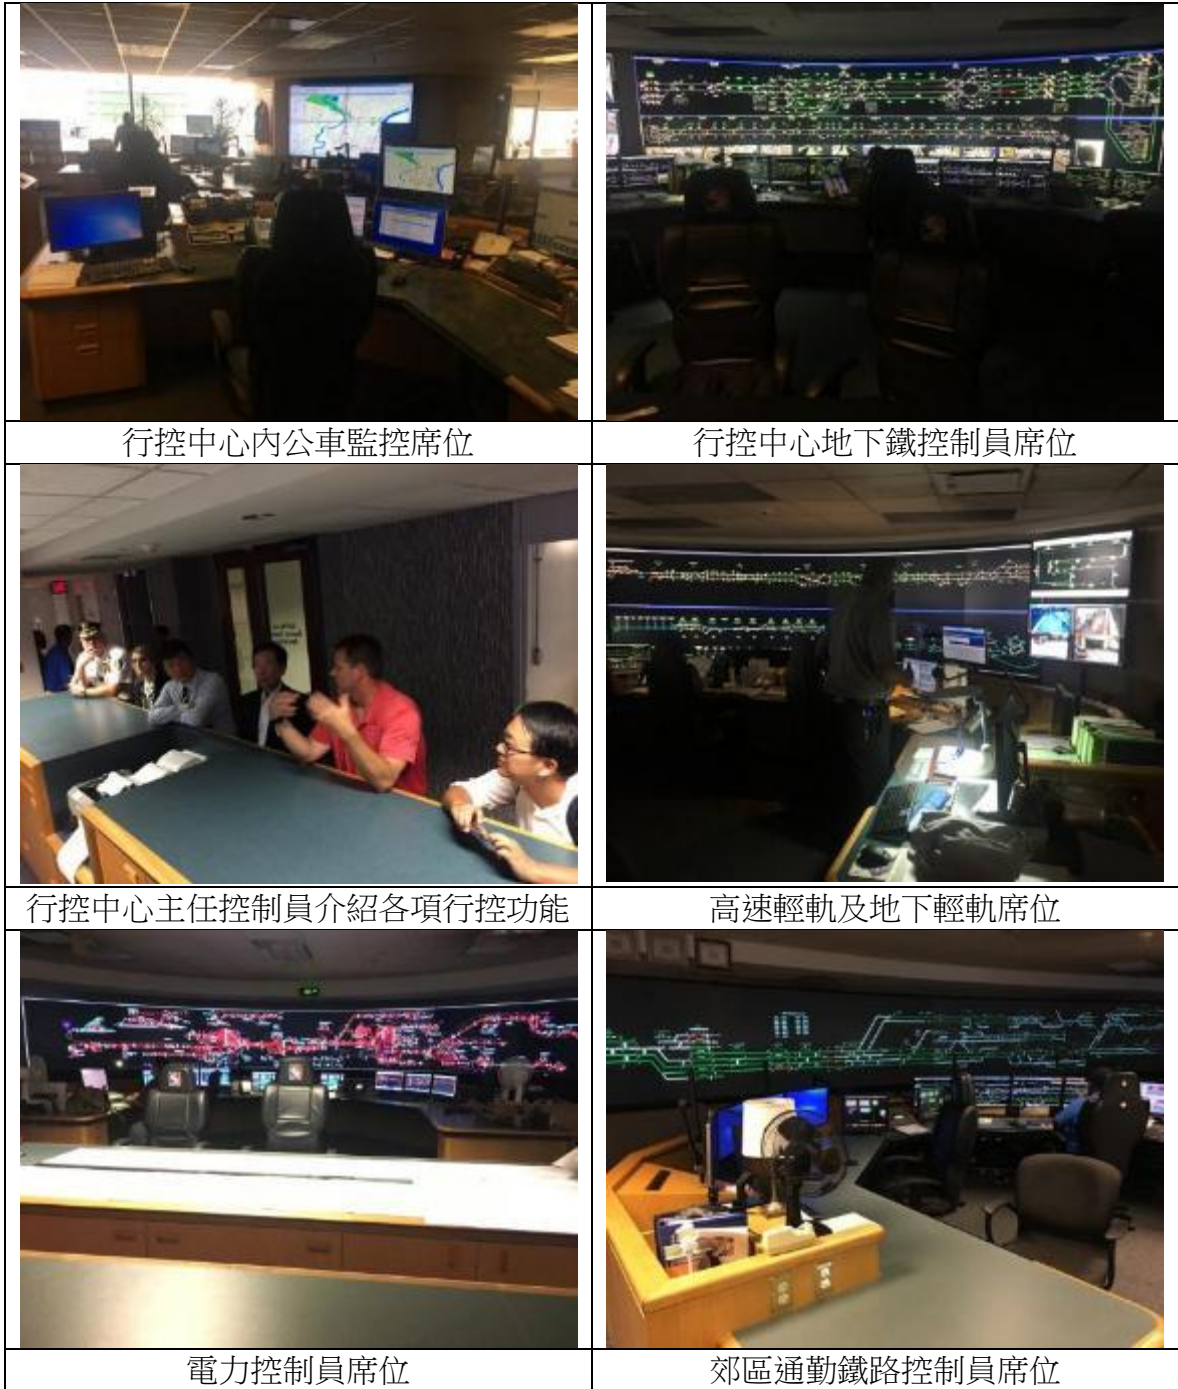 行控中心內公車監控席位
行控中心地下鐵控制員席位
行控中心主任控制員介紹各項行控功能
高速輕軌及地下輕軌席位
電力控制員席位
郊區通勤鐵路控制員席位